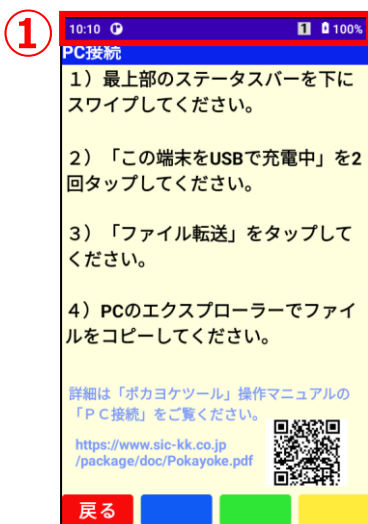 ①
10:10
1 100%
PC接続
1）最上部のステータスバーを下に
スワイプしてください。
2）「この端末をUSBで充電中」を2
回タップしてください。
3）「ファイル転送」をタップして
ください。
4）PCのエクスプローラーでファイ
ルをコピーしてください。
詳細は「ポカヨケツール」操作マニュアルの
「ＰＣ接続」をご覧ください。
https://www.sic-kk.co.jp
/package/doc/Pokayoke.pdf
戻る